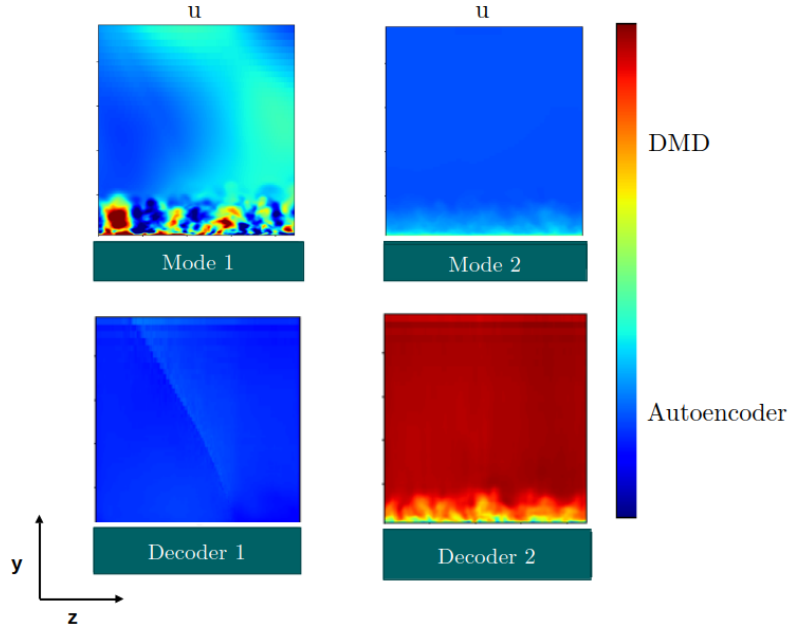 u
u
DMD
Mode 1
Mode 2
Autoencoder
Decoder 1
Decoder 2
y
z